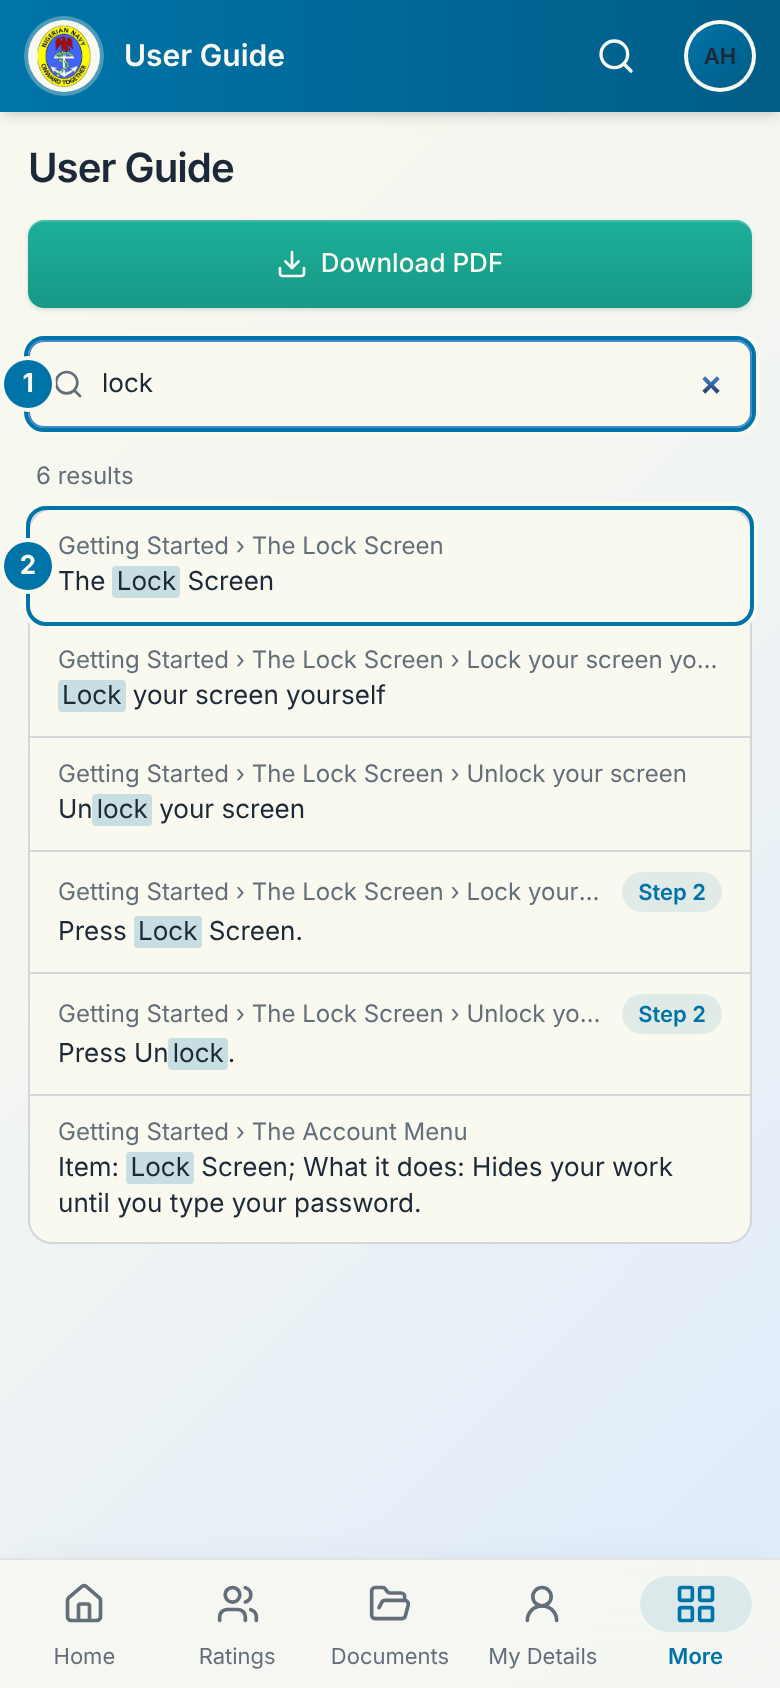 NIGERIAN NAVY
ONWARD TOGETHER
User Guide
AH
User Guide
Download PDF
1
lock
6 results
2
Getting Started › The Lock Screen
The Lock Screen
Getting Started › The Lock Screen › Lock your screen yo...
Lock your screen yourself
Getting Started › The Lock Screen › Unlock your screen
Unlock your screen
Getting Started › The Lock Screen › Lock your... Step 2
Press Lock Screen.
Getting Started › The Lock Screen › Unlock yo... Step 2
Press Unlock.
Getting Started › The Account Menu
Item: Lock Screen; What it does: Hides your work
until you type your password.
Home Ratings Documents My Details More